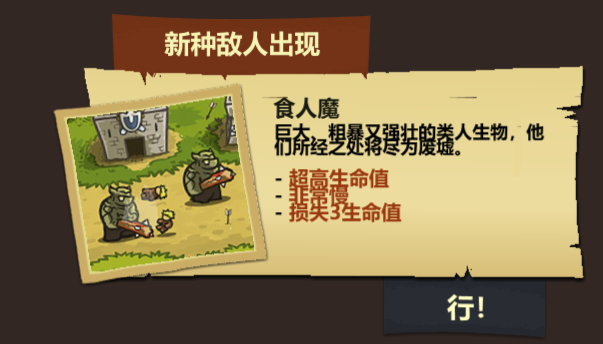 新种敌人出现
食人魔
巨大、粗暴又强壮的类人生物，他
们所经之处将尽为废墟。
- 超高生命值
- 非常慢
- 损失3生命值
行!